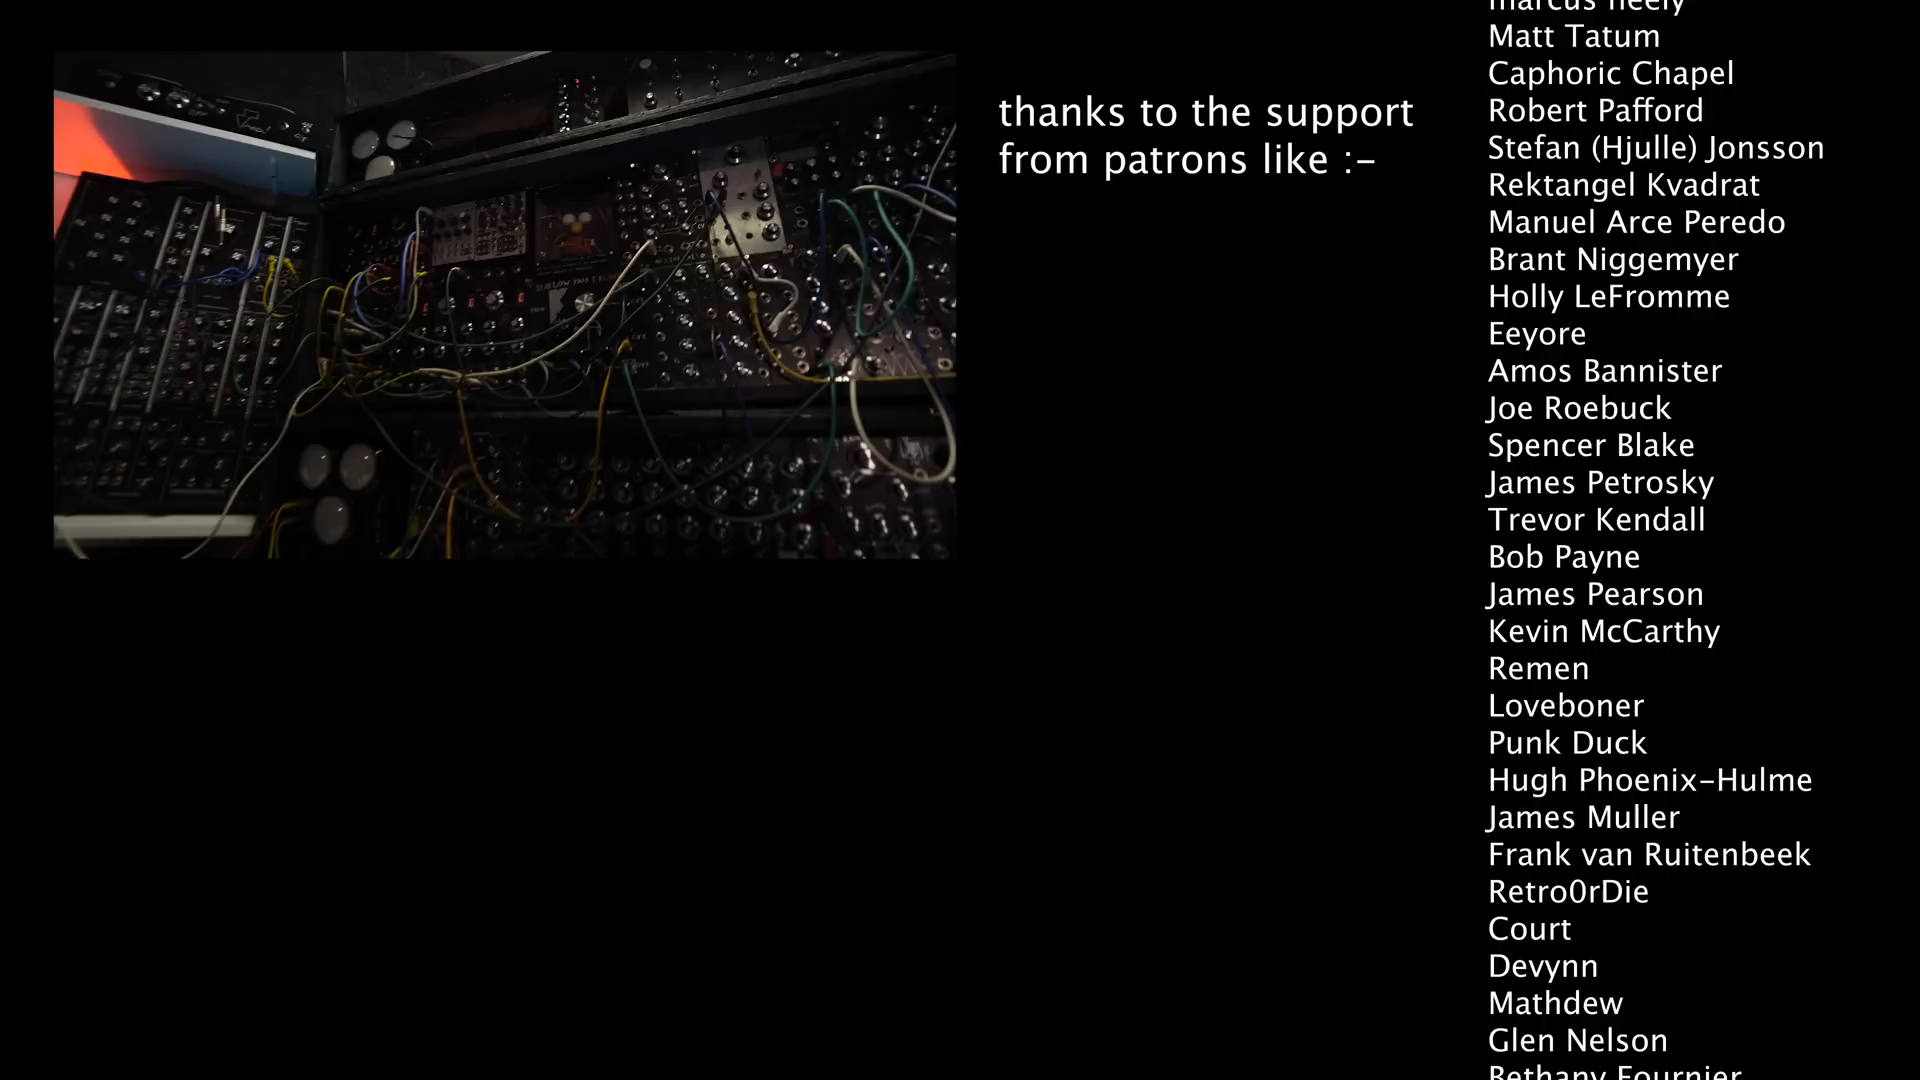 thanks to the support
from patrons like :-
marcus neely
Matt Tatum
Caphoric Chapel
Robert Pafford
Stefan (Hjulle) Jonsson
Rektangel Kvadrat
Manuel Arce Peredo
Brant Niggemyer
Holly LeFromme
Eeyore
Amos Bannister
Joe Roebuck
Spencer Blake
James Petrosky
Trevor Kendall
Bob Payne
James Pearson
Kevin McCarthy
Remen
Loveboner
Punk Duck
Hugh Phoenix-Hulme
James Muller
Frank van Ruitenbeek
Retro0rDie
Court
Devynn
Mathdew
Glen Nelson
Bethany Fournier